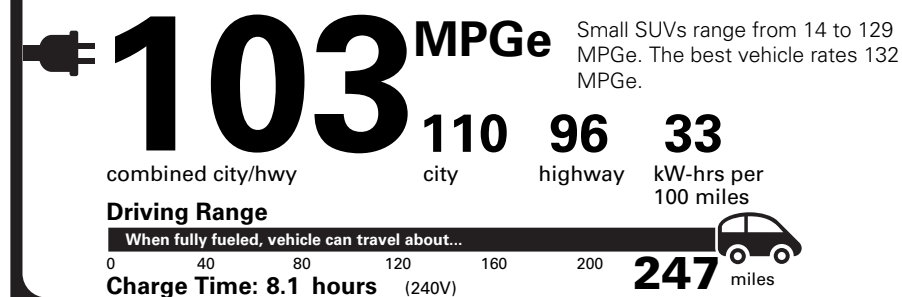 103 MPGe
Small SUVs range from 14 to 129
MPGe. The best vehicle rates 132
MPGe.
110 96 33
combined city/hwy city highway kW-hrs per
100 miles
Driving Range
When fully fueled, vehicle can travel about...
0 40 80 120 160 200 247 miles
Charge Time: 8.1 hours (240V)